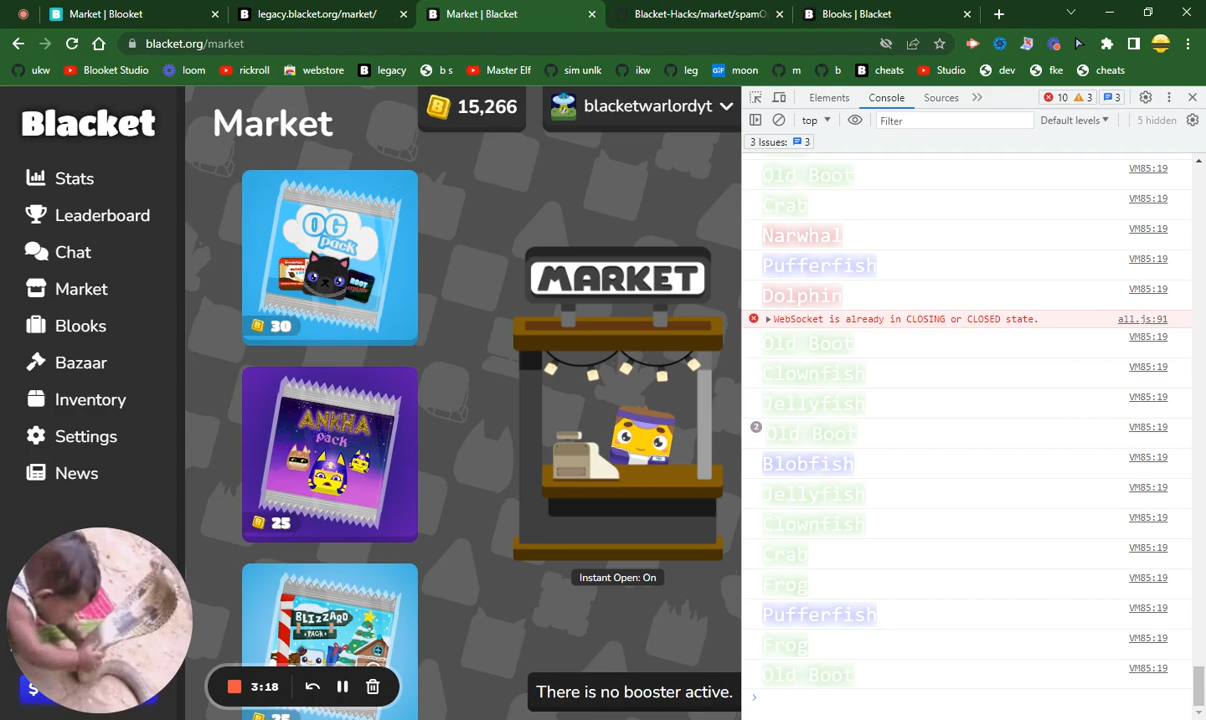 Market | Blooket
legacy.blacket.org/market/
Market | Blacket
Blacket-Hacks/market/spamO
Blooks | Blacket
blacket.org/market
ukw
Blooket Studio
loom
rickroll
webstore
legacy
b s
Master Elf
sim unlk
ikw
leg
moon
m
b
cheats
Studio
dev
fke
cheats
Blacket
Stats
Leaderboard
Chat
Market
Blooks
Bazaar
Inventory
Settings
News
$
3:18
Market
15,266
blacketwarlordyt
OG
pack
ROOT
30
ANKHA
pack
25
BLIZZARD
PACK
25
MARKET
Instant Open: On
There is no booster active.
Elements
Console
Sources
10
3
3
top
Filter
Default levels
5 hidden
3 Issues:
3
Old Boot VM85:19
Crab VM85:19
Narwhal VM85:19
Pufferfish VM85:19
Dolphin VM85:19
WebSocket is already in CLOSING or CLOSED state. all.js:91
Old Boot VM85:19
Clownfish VM85:19
Jellyfish VM85:19
2 Old Boot VM85:19
Blobfish VM85:19
Jellyfish VM85:19
Clownfish VM85:19
Crab VM85:19
Frog VM85:19
Pufferfish VM85:19
Frog VM85:19
Old Boot VM85:19